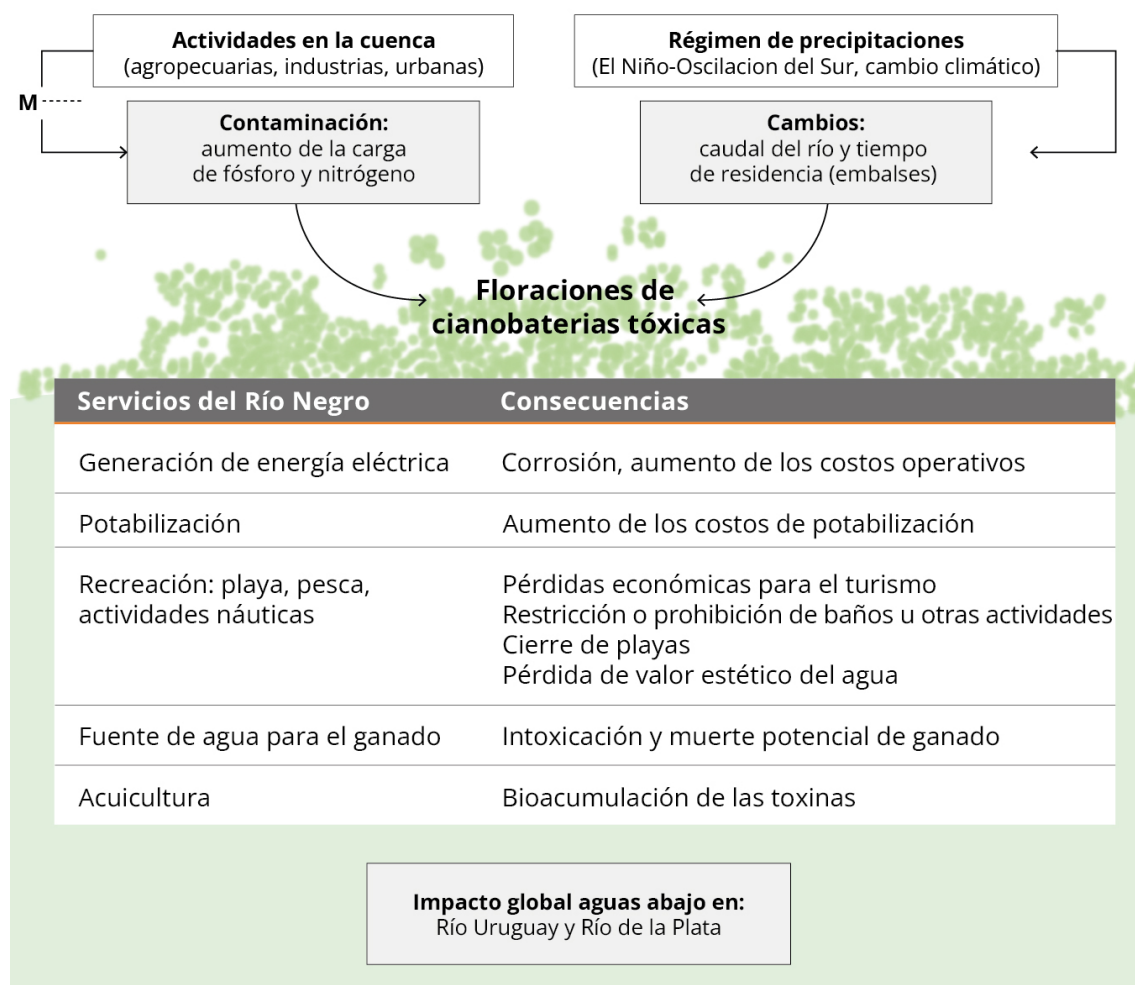 Actividades en la cuenca
(agropecuarias, industrias, urbanas)
Régimen de precipitaciones
(El Niño-Oscilacion del Sur, cambio climático)
M
Contaminación:
aumento de la carga
de fósforo y nitrógeno
Cambios:
caudal del río y tiempo
de residencia (embalses)
Floraciones de
cianobaterias tóxicas
Servicios del Río Negro
Consecuencias
Generación de energía eléctrica
Corrosión, aumento de los costos operativos
Potabilización
Aumento de los costos de potabilización
Recreación: playa, pesca,
actividades náuticas
Pérdidas económicas para el turismo
Restricción o prohibición de baños u otras actividades
Cierre de playas
Pérdida de valor estético del agua
Fuente de agua para el ganado
Intoxicación y muerte potencial de ganado
Acuicultura
Bioacumulación de las toxinas
Impacto global aguas abajo en:
Río Uruguay y Río de la Plata